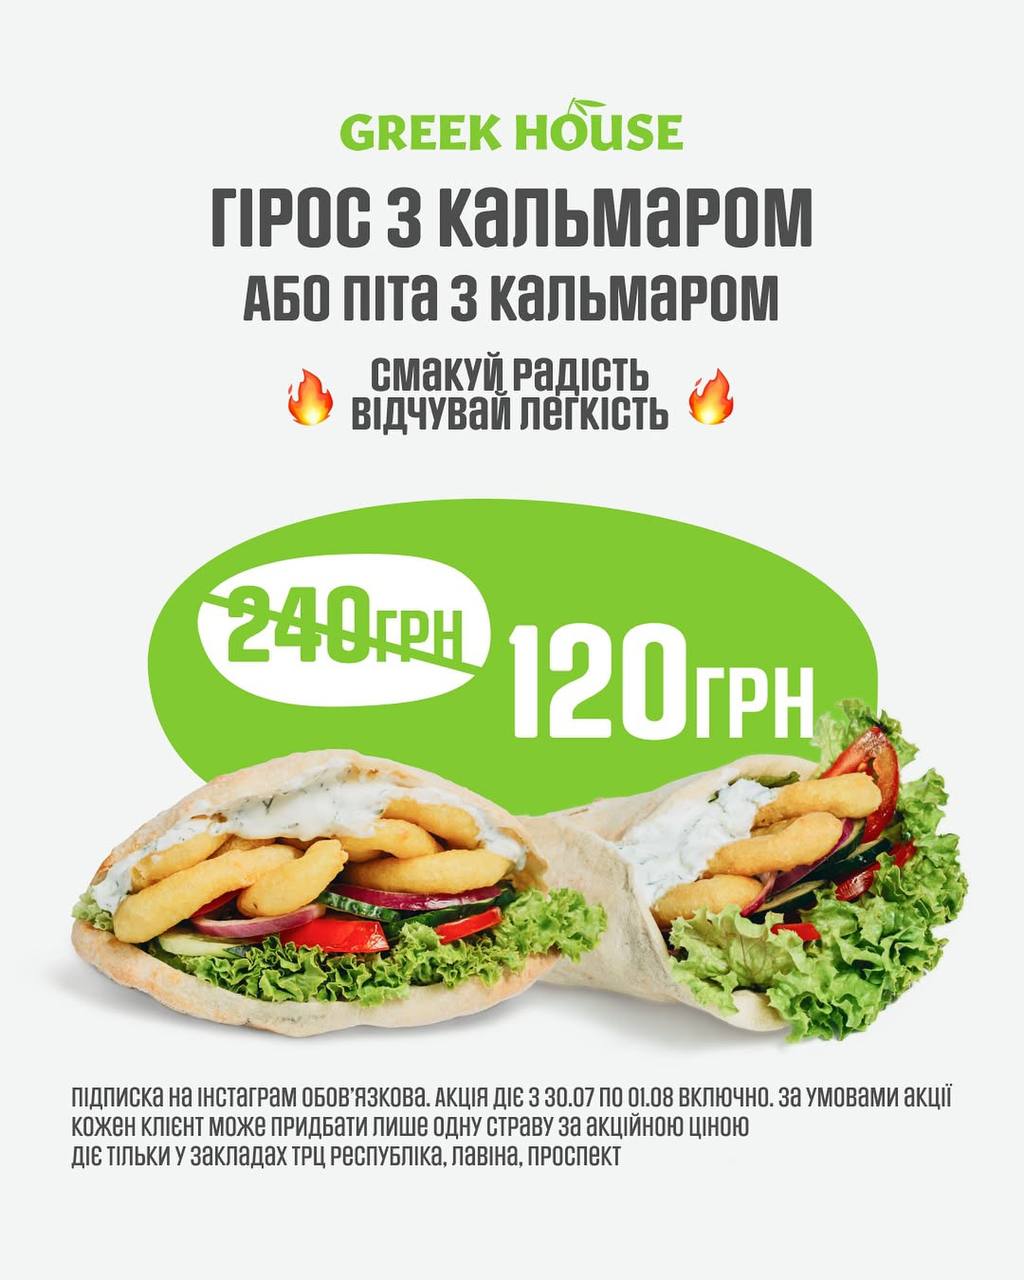 GREEK HOUSE
ГІРОС З КАЛЬМАРОМ
АБО ПІТА З КАЛЬМАРОМ
СМАКУЙ РАДІСТЬ
ВІДЧУВАЙ ЛЕГКІСТЬ
240ГРН
120ГРН
ПІДПИСКА НА ІНСТАГРАМ ОБОВ'ЯЗКОВА. АКЦІЯ ДІЄ З 30.07 ПО 01.08 ВКЛЮЧНО. ЗА УМОВАМИ АКЦІЇ
КОЖЕН КЛІЄНТ МОЖЕ ПРИДБАТИ ЛИШЕ ОДНУ СТРАВУ ЗА АКЦІЙНОЮ ЦІНОЮ
ДІЄ ТІЛЬКИ У ЗАКЛАДАХ ТРЦ РЕСПУБЛІКА, ЛАВІНА, ПРОСПЕКТ